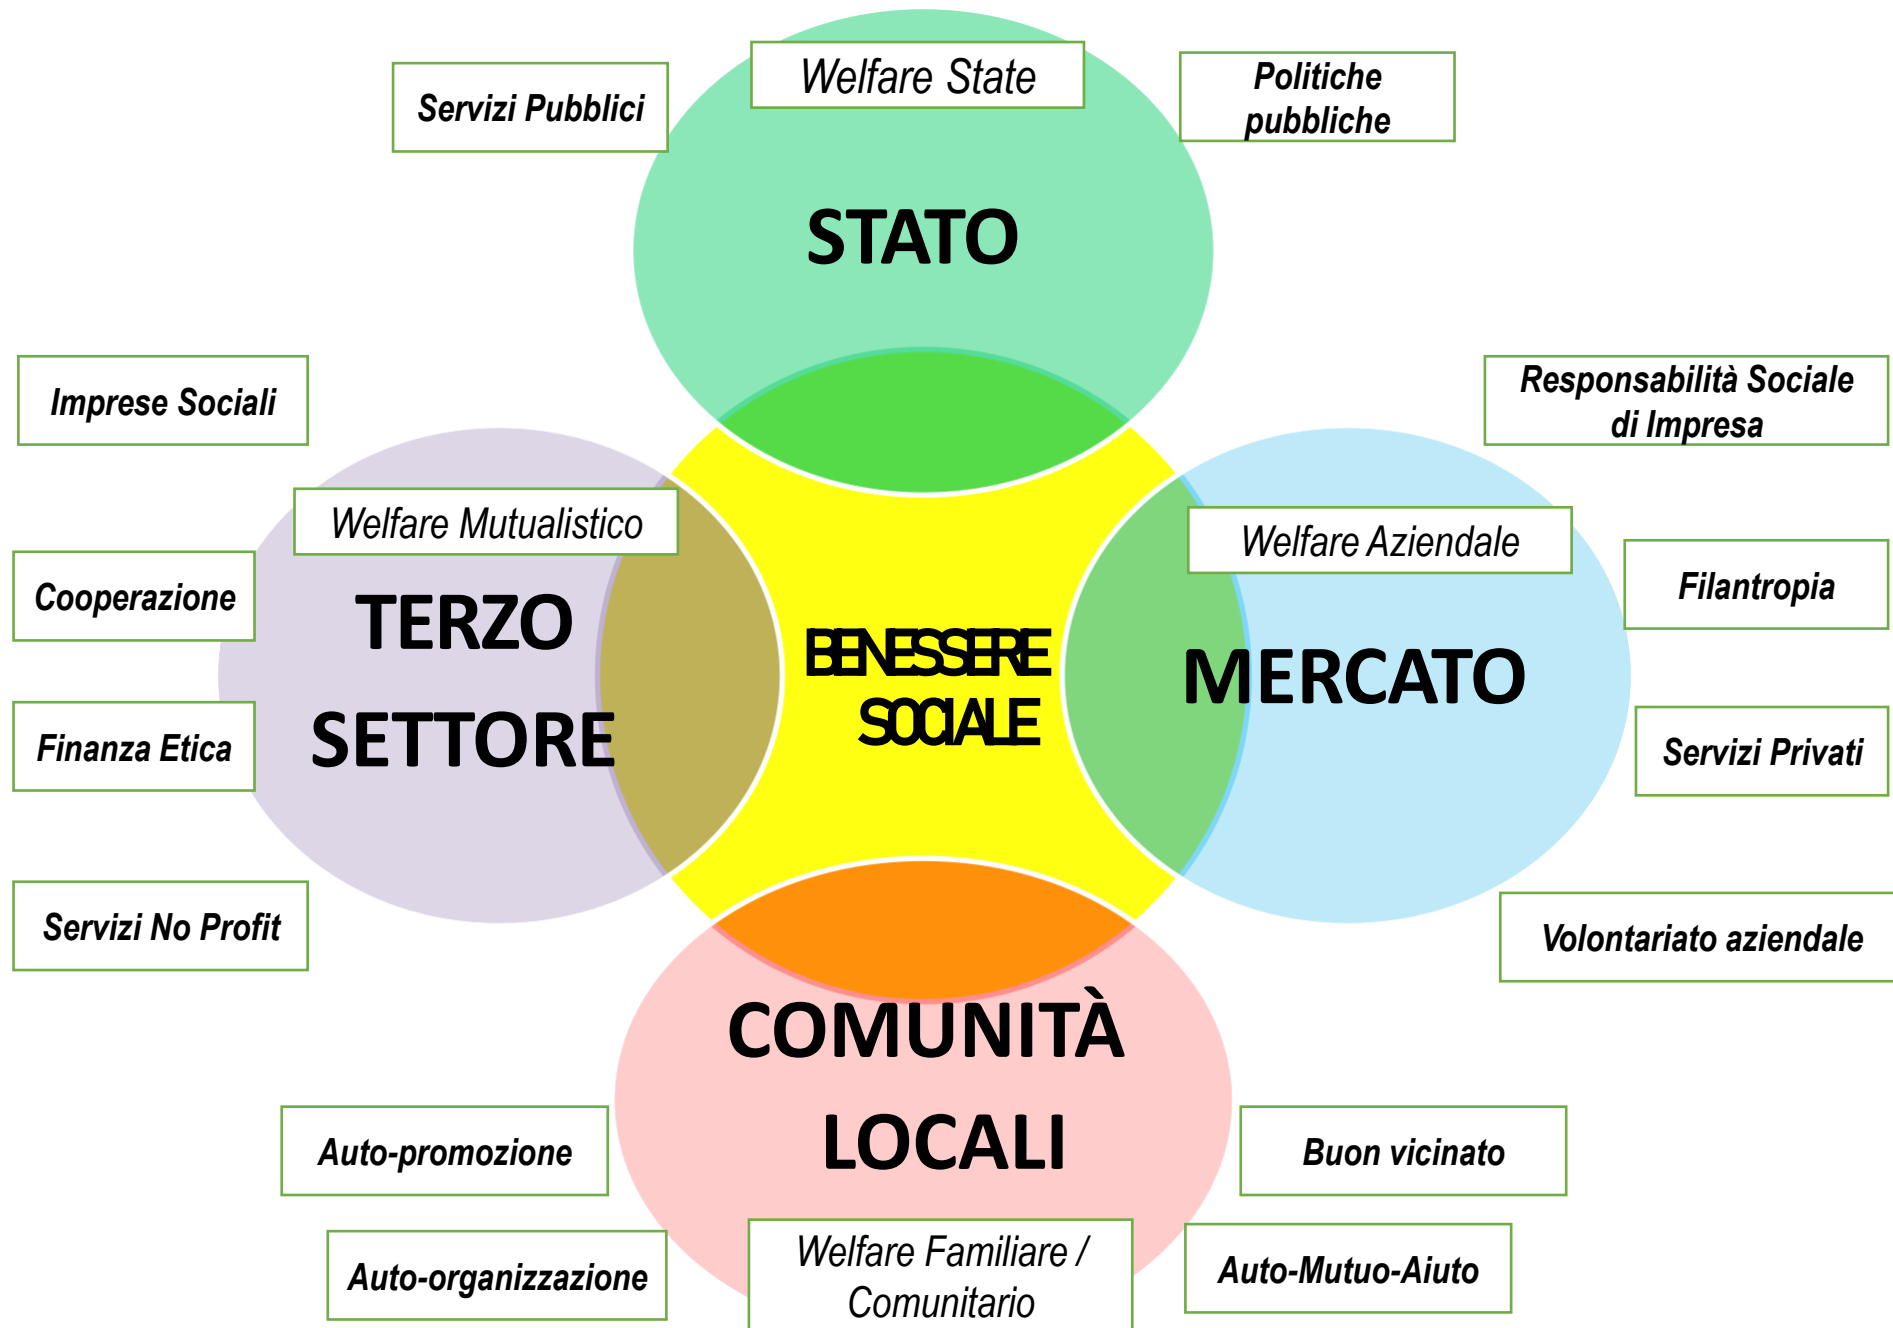 Welfare State
Servizi Pubblici
Politiche
pubbliche
STATO
Imprese Sociali
Responsabilità Sociale
di Impresa
Welfare Mutualistico
Welfare Aziendale
Cooperazione
Filantropia
TERZO
SETTORE
BENESSERE
SOCIALE
MERCATO
Finanza Etica
Servizi Privati
Servizi No Profit
Volontariato aziendale
COMUNITÀ
LOCALI
Auto-promozione
Buon vicinato
Auto-organizzazione
Welfare Familiare /
Comunitario
Auto-Mutuo-Aiuto